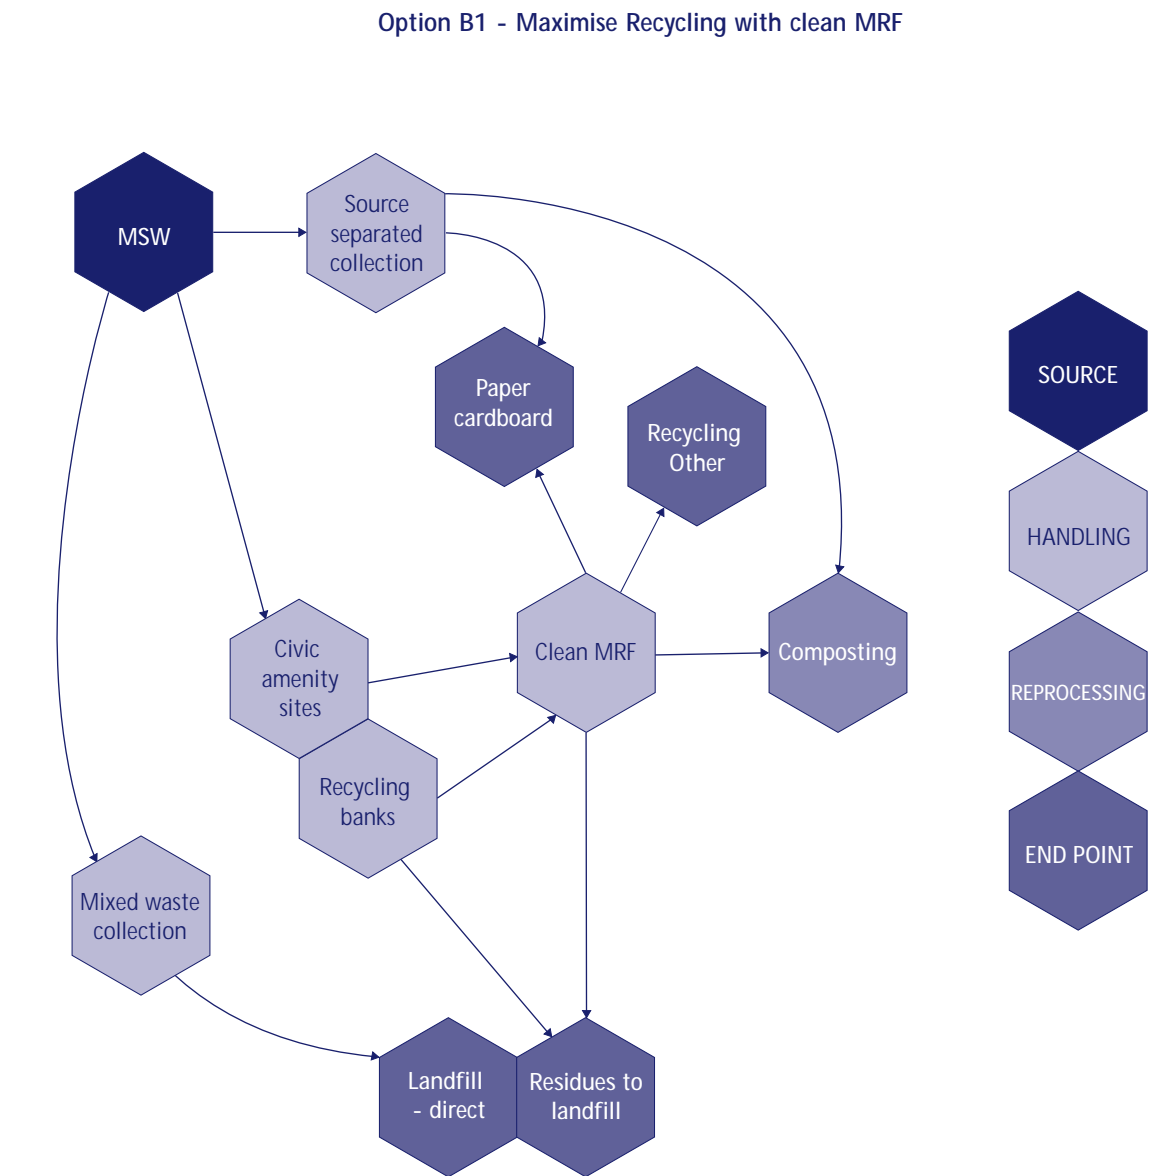 Option B1 - Maximise Recycling with clean MRF
MSW
Source
separated
collection
Paper
cardboard
Recycling
Other
SOURCE
HANDLING
REPROCESSING
END POINT
Civic
amenity
sites
Clean MRF
Composting
Recycling
banks
Mixed waste
collection
Landfill
- direct
Residues to
landfill